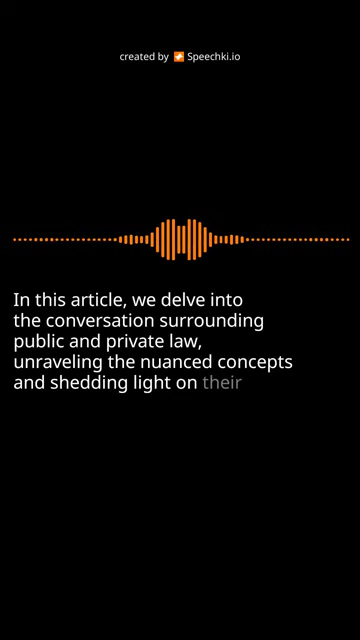 created by Speechki.io
In this article, we delve into
the conversation surrounding
public and private law,
unraveling the nuanced concepts
and shedding light on their